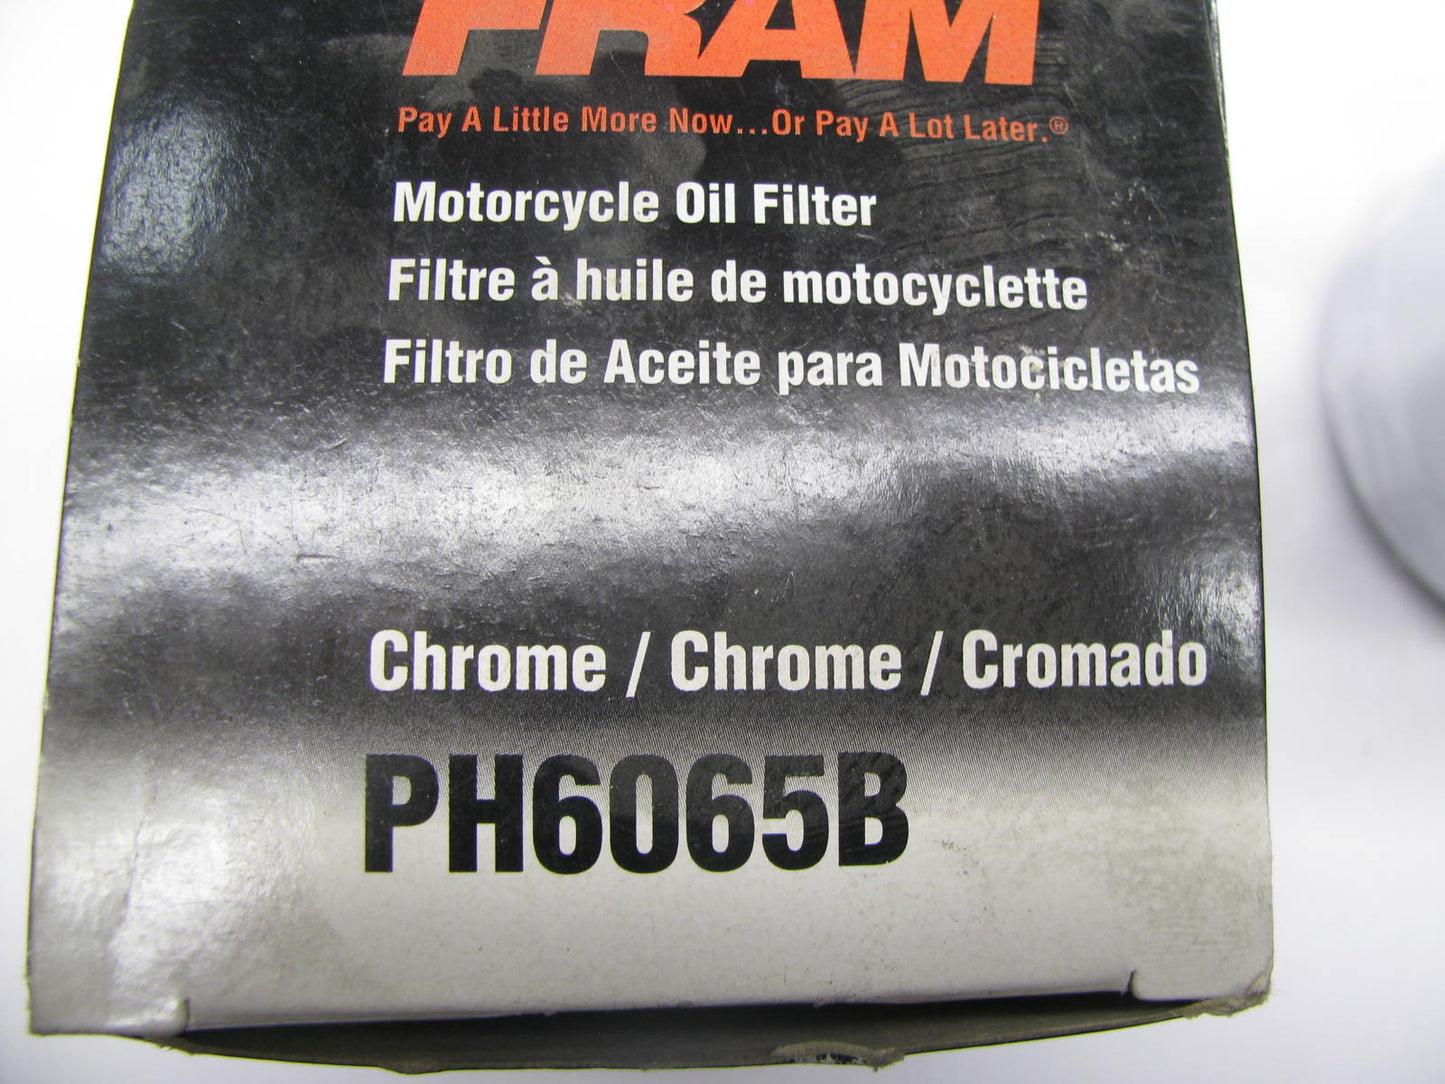 FRAM
Pay A Little More Now...Or Pay A Lot Later.®
Motorcycle Oil Filter
Filtre à huile de motocyclette
Filtro de Aceite para Motocicletas
Chrome / Chrome / Cromado
PH6065B